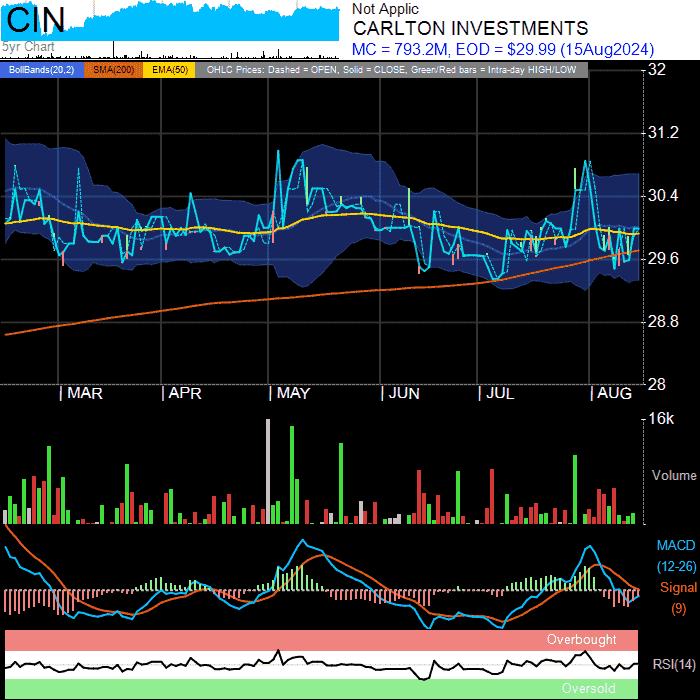 CIN
5yr Chart
Not Applic
CARLTON INVESTMENTS
MC = 793.2M, EOD = $29.99 (15Aug2024)
BollBands(20,2) SMA(200) EMA(50) OHLC Prices: Dashed = OPEN, Solid = CLOSE, Green/Red bars = Intra-day HIGH/LOW
32
31.2
30.4
29.6
28.8
28
MAR APR MAY JUN JUL AUG
16k
Volume
MACD
(12-26)
Signal
(9)
Overbought
RSI(14)
Oversold